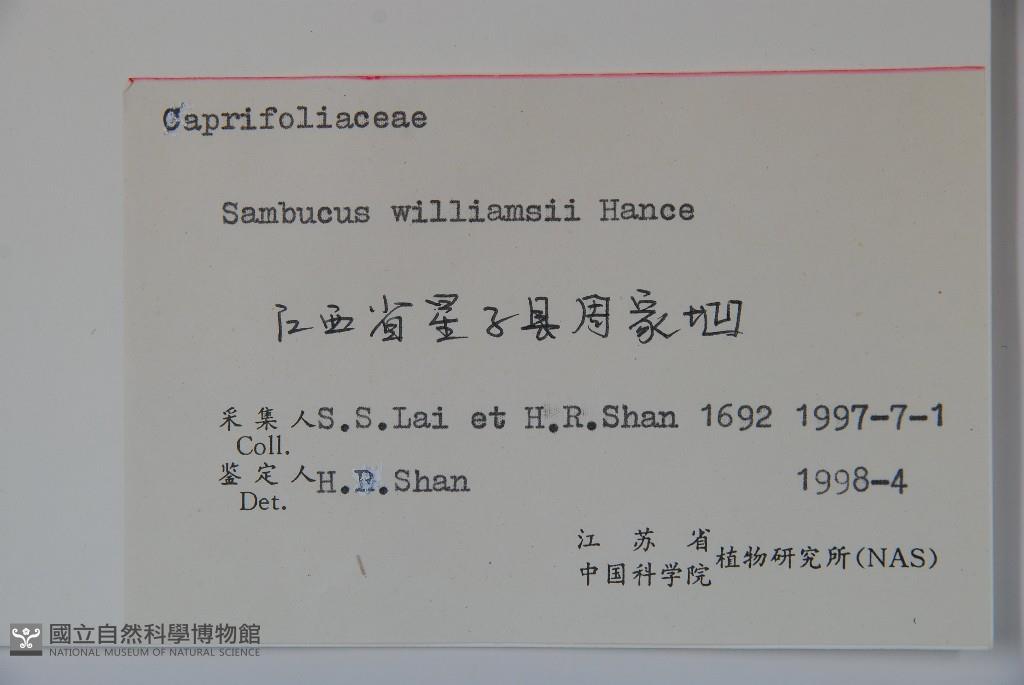 Caprifoliaceae
Sambucus williamsii Hance
江西省星子县周家坳
采集人 S.S.Lai et H.R.Shan 1692 1997-7-1
Coll.
鉴定人 H.R.Shan 1998-4
Det.
江苏省
中国科学院 植物研究所(NAS)
國立自然科學博物館
NATIONAL MUSEUM OF NATURAL SCIENCE